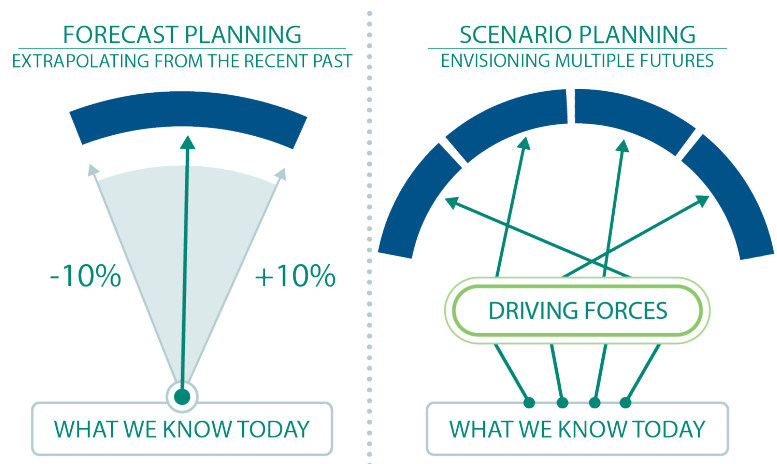 FORECAST PLANNING
EXTRAPOLATING FROM THE RECENT PAST
-10%
+10%
WHAT WE KNOW TODAY
SCENARIO PLANNING
ENVISIONING MULTIPLE FUTURES
DRIVING FORCES
WHAT WE KNOW TODAY